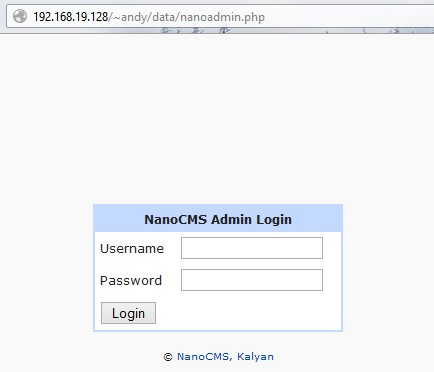 192.168.19.128/~andy/data/nanoadmin.php
NanoCMS Admin Login
Username
Password
Login
© NanoCMS, Kalyan